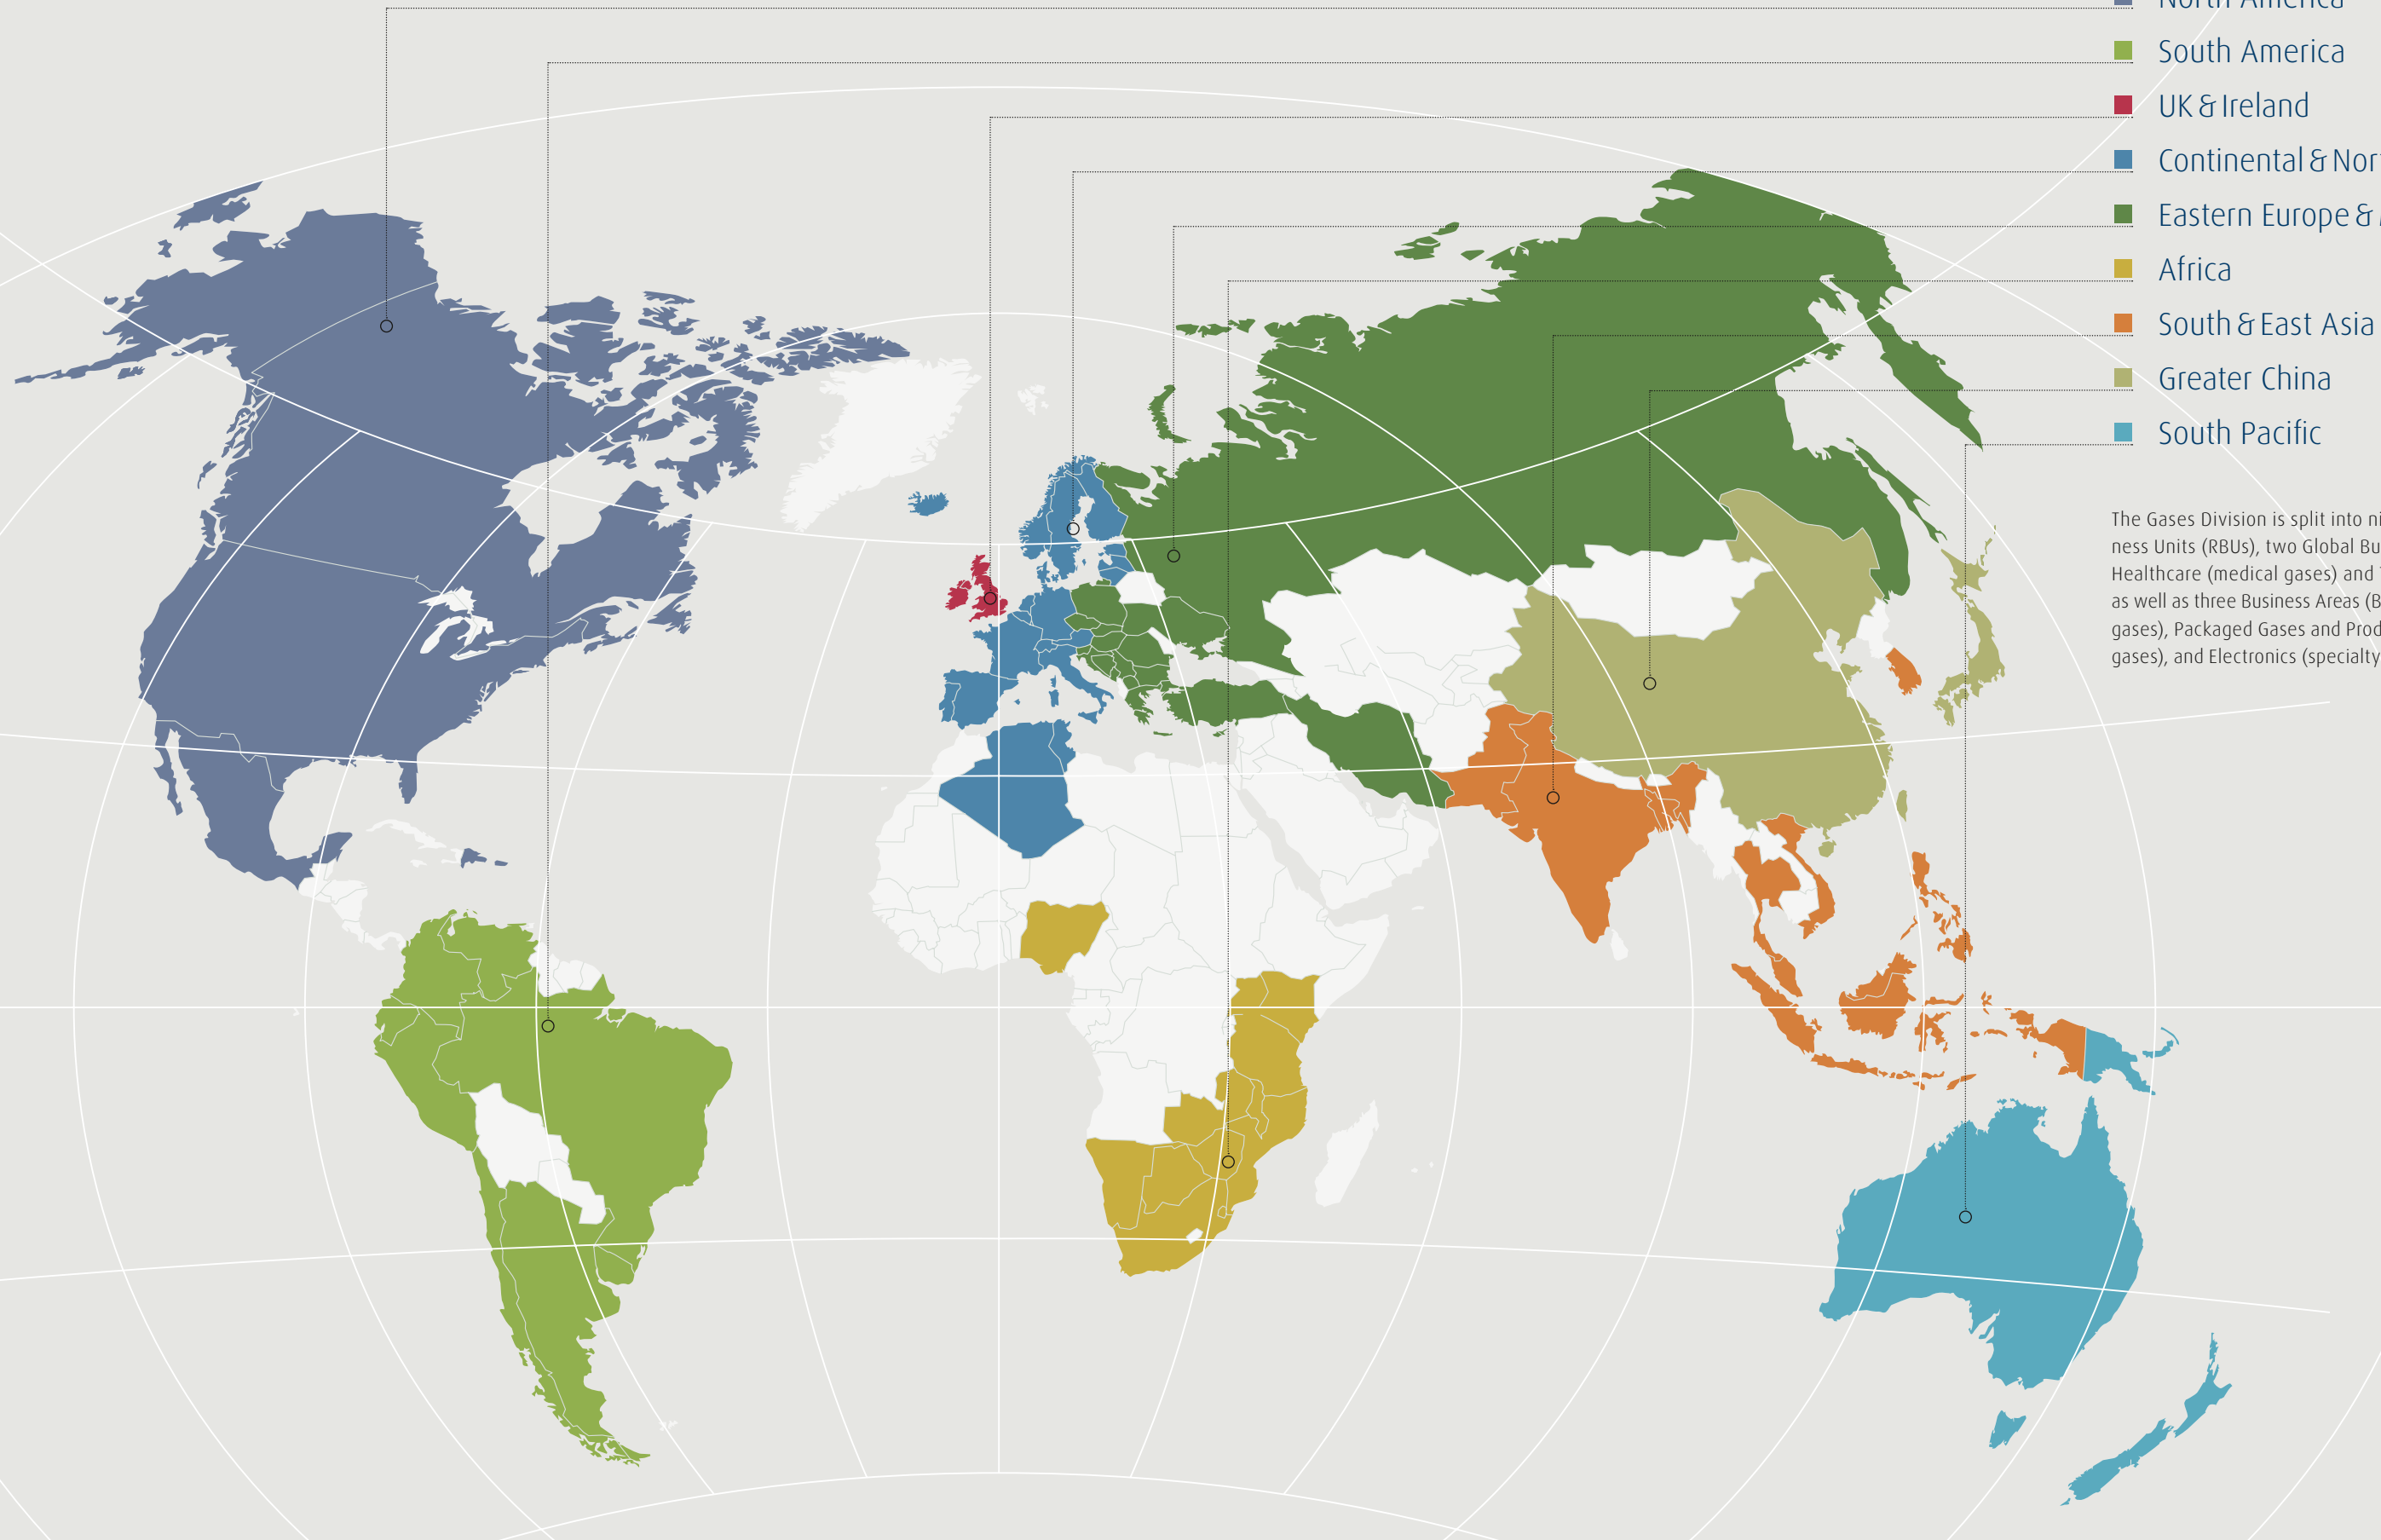 North America
South America
UK & Ireland
Continental & Nor
Eastern Europe &
Africa
South & East Asia
Greater China
South Pacific
The Gases Division is split into ni
ness Units (RBUs), two Global Bu
Healthcare (medical gases) and
as well as three Business Areas (B
gases), Packaged Gases and Prod
gases), and Electronics (specialty